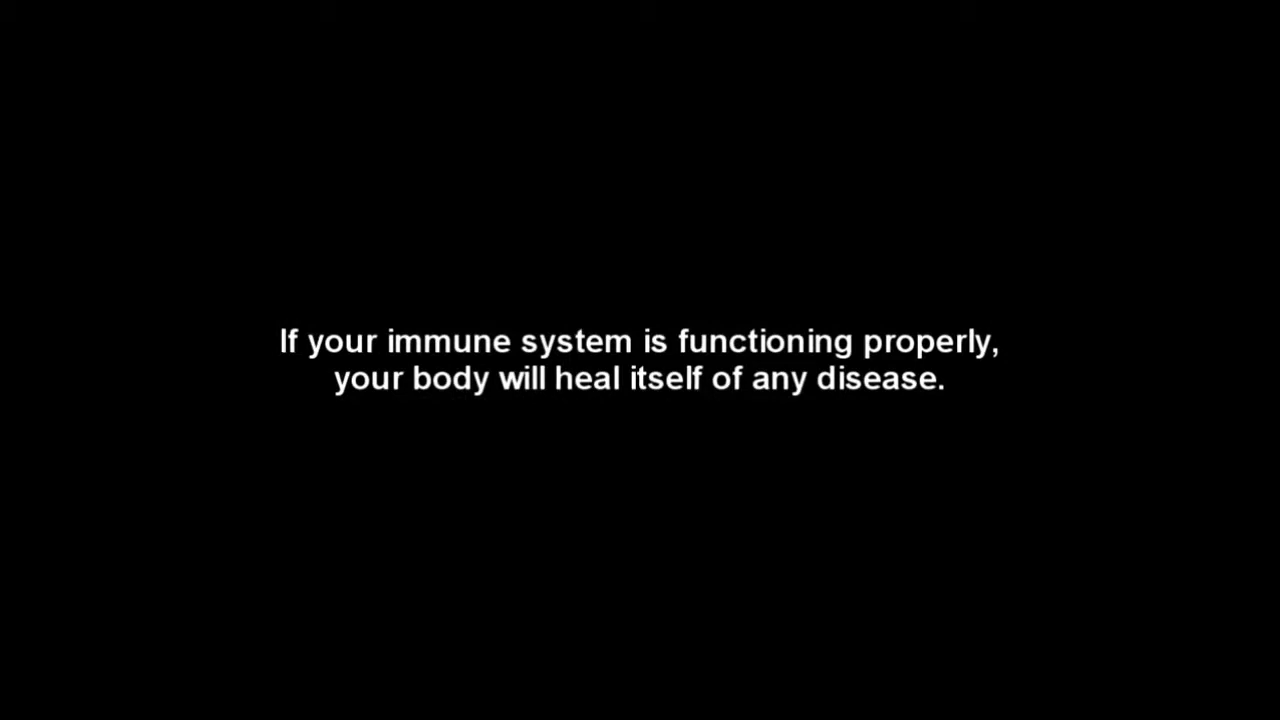 If your immune system is functioning properly,
your body will heal itself of any disease.